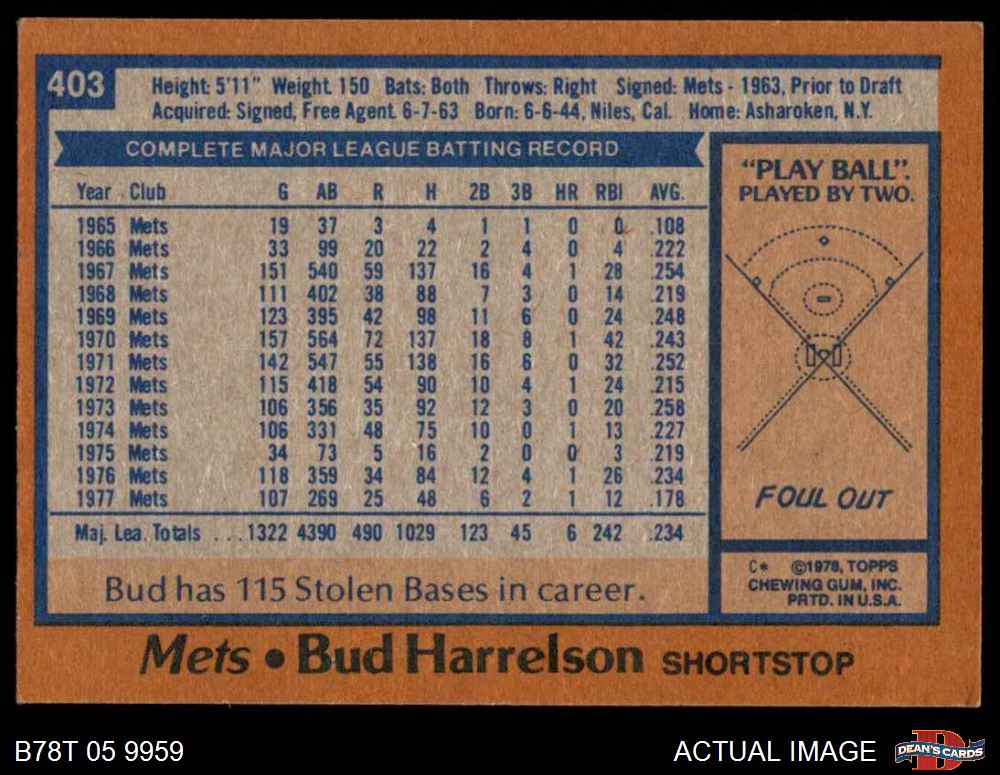 403
Height: 5'11" Weight: 150 Bats: Both Throws: Right Signed: Mets - 1963, Prior to Draft
Acquired: Signed, Free Agent 6-7-63 Born: 6-6-44, Niles, Cal. Home: Asharoken, N.Y.
COMPLETE MAJOR LEAGUE BATTING RECORD
Year Club G AB R H 2B 3B HR RBI AVG.
1965 Mets 19 37 3 4 1 1 0 0 .108
1966 Mets 33 99 20 22 2 4 0 4 .222
1967 Mets 151 540 59 137 16 4 1 28 .254
1968 Mets 111 402 38 88 7 3 0 14 .219
1969 Mets 123 395 42 98 11 6 0 24 .248
1970 Mets 157 564 72 137 18 8 1 42 .243
1971 Mets 142 547 55 138 16 6 0 32 .252
1972 Mets 115 418 54 90 10 4 1 24 .215
1973 Mets 106 356 35 92 12 3 0 20 .258
1974 Mets 106 331 48 75 10 0 1 13 .227
1975 Mets 34 73 5 16 2 0 0 3 .219
1976 Mets 118 359 34 84 12 4 1 26 .234
1977 Mets 107 269 25 48 6 2 1 12 .178
Maj. Lea. Totals ...1322 4390 490 1029 123 45 6 242 .234
Bud has 115 Stolen Bases in career.
"PLAY BALL":
PLAYED BY TWO.
FOUL OUT
C* ©1978, TOPPS
CHEWING GUM, INC.
PRTD. IN U.S.A.
Mets • Bud Harrelson SHORTSTOP
B78T 05 9959
ACTUAL IMAGE
DEAN'S CARDS